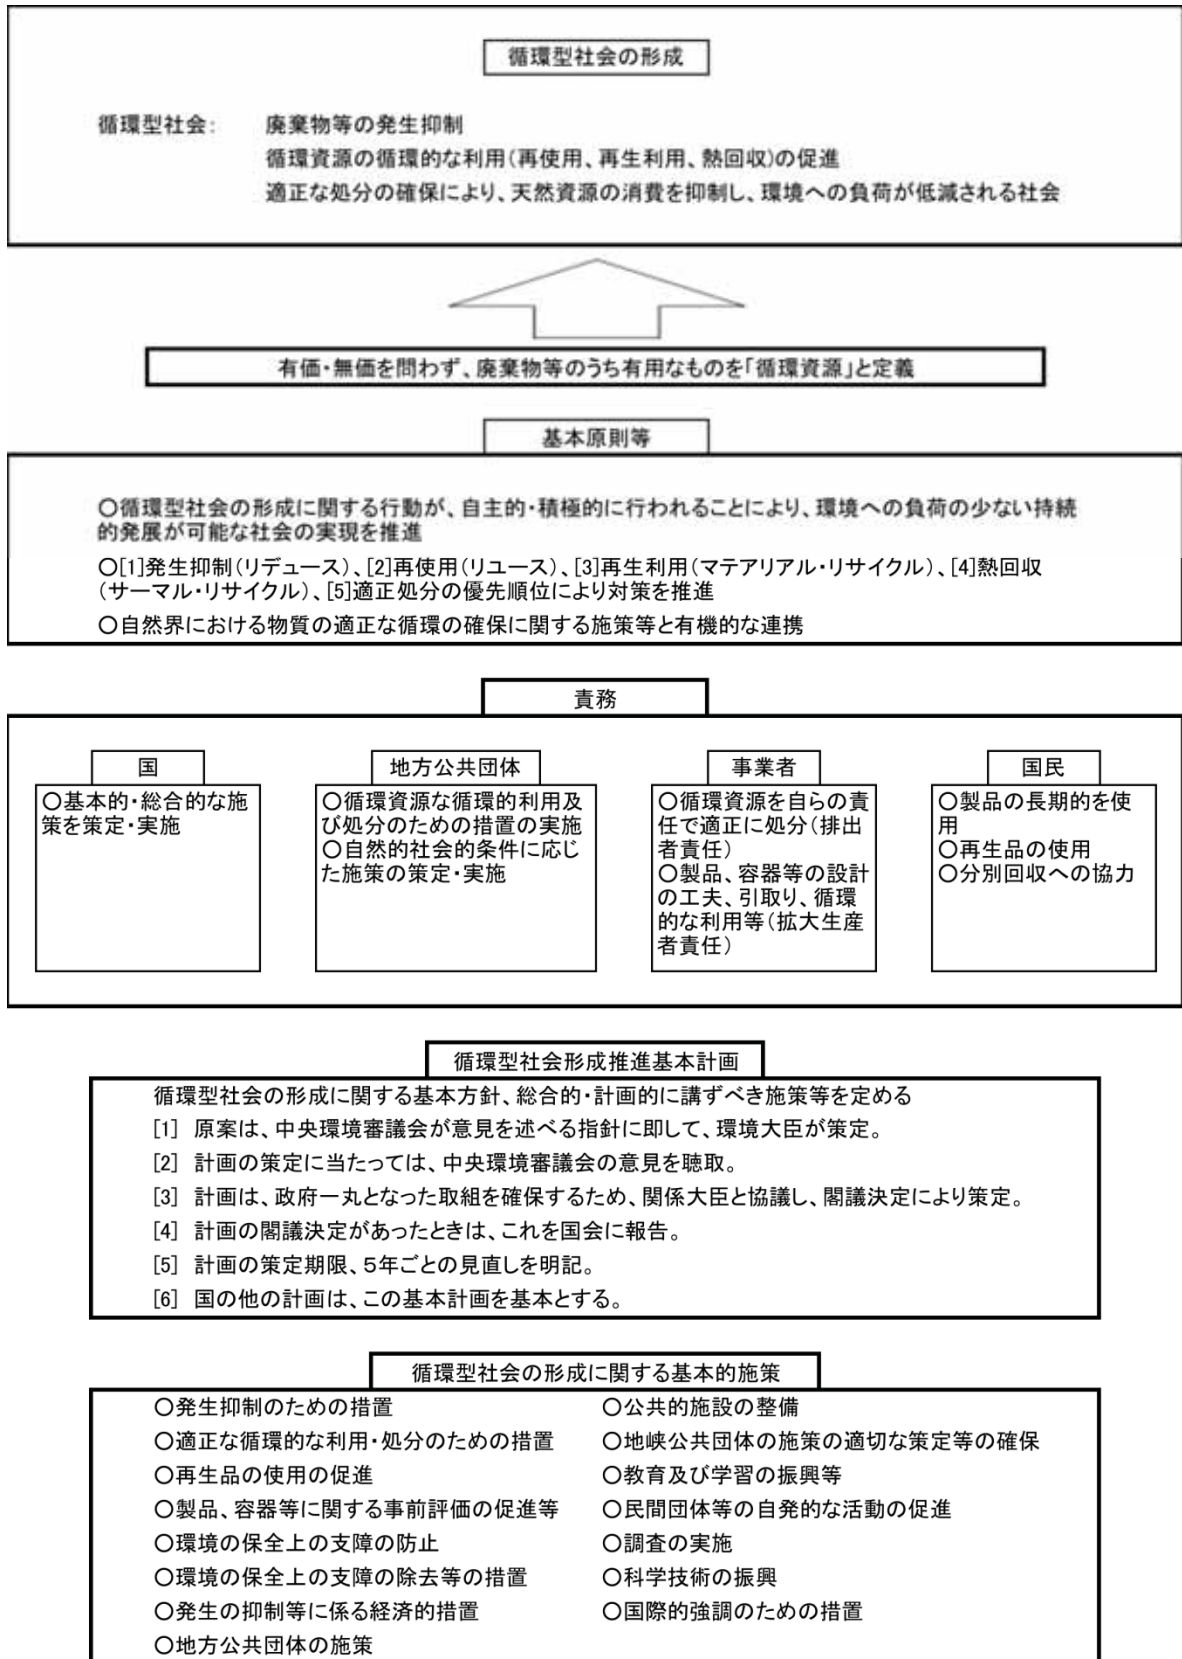 循環型社会の形成
循環型社会: 廃棄物等の発生抑制
循環資源の循環的な利用(再使用、再生利用、熱回収)の促進
適正な処分の確保により、天然資源の消費を抑制し、環境への負荷が低減される社会
有価・無価を問わず、廃棄物等のうち有用なものを「循環資源」と定義
基本原則等
〇循環型社会の形成に関する行動が、自主的・積極的に行われることにより、環境への負荷の少ない持続
的発展が可能な社会の実現を推進
〇[1]発生抑制(リデュース)、[2]再使用(リユース)、[3]再生利用(マテアリアル・リサイクル)、[4]熱回収
(サーマル・リサイクル)、[5]適正処分の優先順位により対策を推進
〇自然界における物質の適正な循環の確保に関する施策等と有機的な連携
責務
国
〇基本的・総合的な施
策を策定・実施
地方公共団体
〇循環資源な循環的利用及
び処分のための措置の実施
〇自然的社会的条件に応じ
た施策の策定・実施
事業者
〇循環資源を自らの責
任で適正に処分(排出
者責任)
〇製品、容器等の設計
の工夫、引取り、循環
的な利用等(拡大生産
者責任)
国民
〇製品の長期的を使
用
〇再生品の使用
〇分別回収への協力
循環型社会形成推進基本計画
循環型社会の形成に関する基本方針、総合的・計画的に講ずべき施策等を定める
[1] 原案は、中央環境審議会が意見を述べる指針に即して、環境大臣が策定。
[2] 計画の策定に当たっては、中央環境審議会の意見を聴取。
[3] 計画は、政府一丸となった取組を確保するため、関係大臣と協議し、閣議決定により策定。
[4] 計画の閣議決定があったときは、これを国会に報告。
[5] 計画の策定期限、5年ごとの見直しを明記。
[6] 国の他の計画は、この基本計画を基本とする。
循環型社会の形成に関する基本的施策
〇発生抑制のための措置
〇適正な循環的な利用・処分のための措置
〇再生品の使用の促進
〇製品、容器等に関する事前評価の促進等
〇環境の保全上の支障の防止
〇環境の保全上の支障の除去等の措置
〇発生の抑制等に係る経済的措置
〇地方公共団体の施策
〇公共的施設の整備
〇地峡公共団体の施策の適切な策定等の確保
〇教育及び学習の振興等
〇民間団体等の自発的な活動の促進
〇調査の実施
〇科学技術の振興
〇国際的強調のための措置